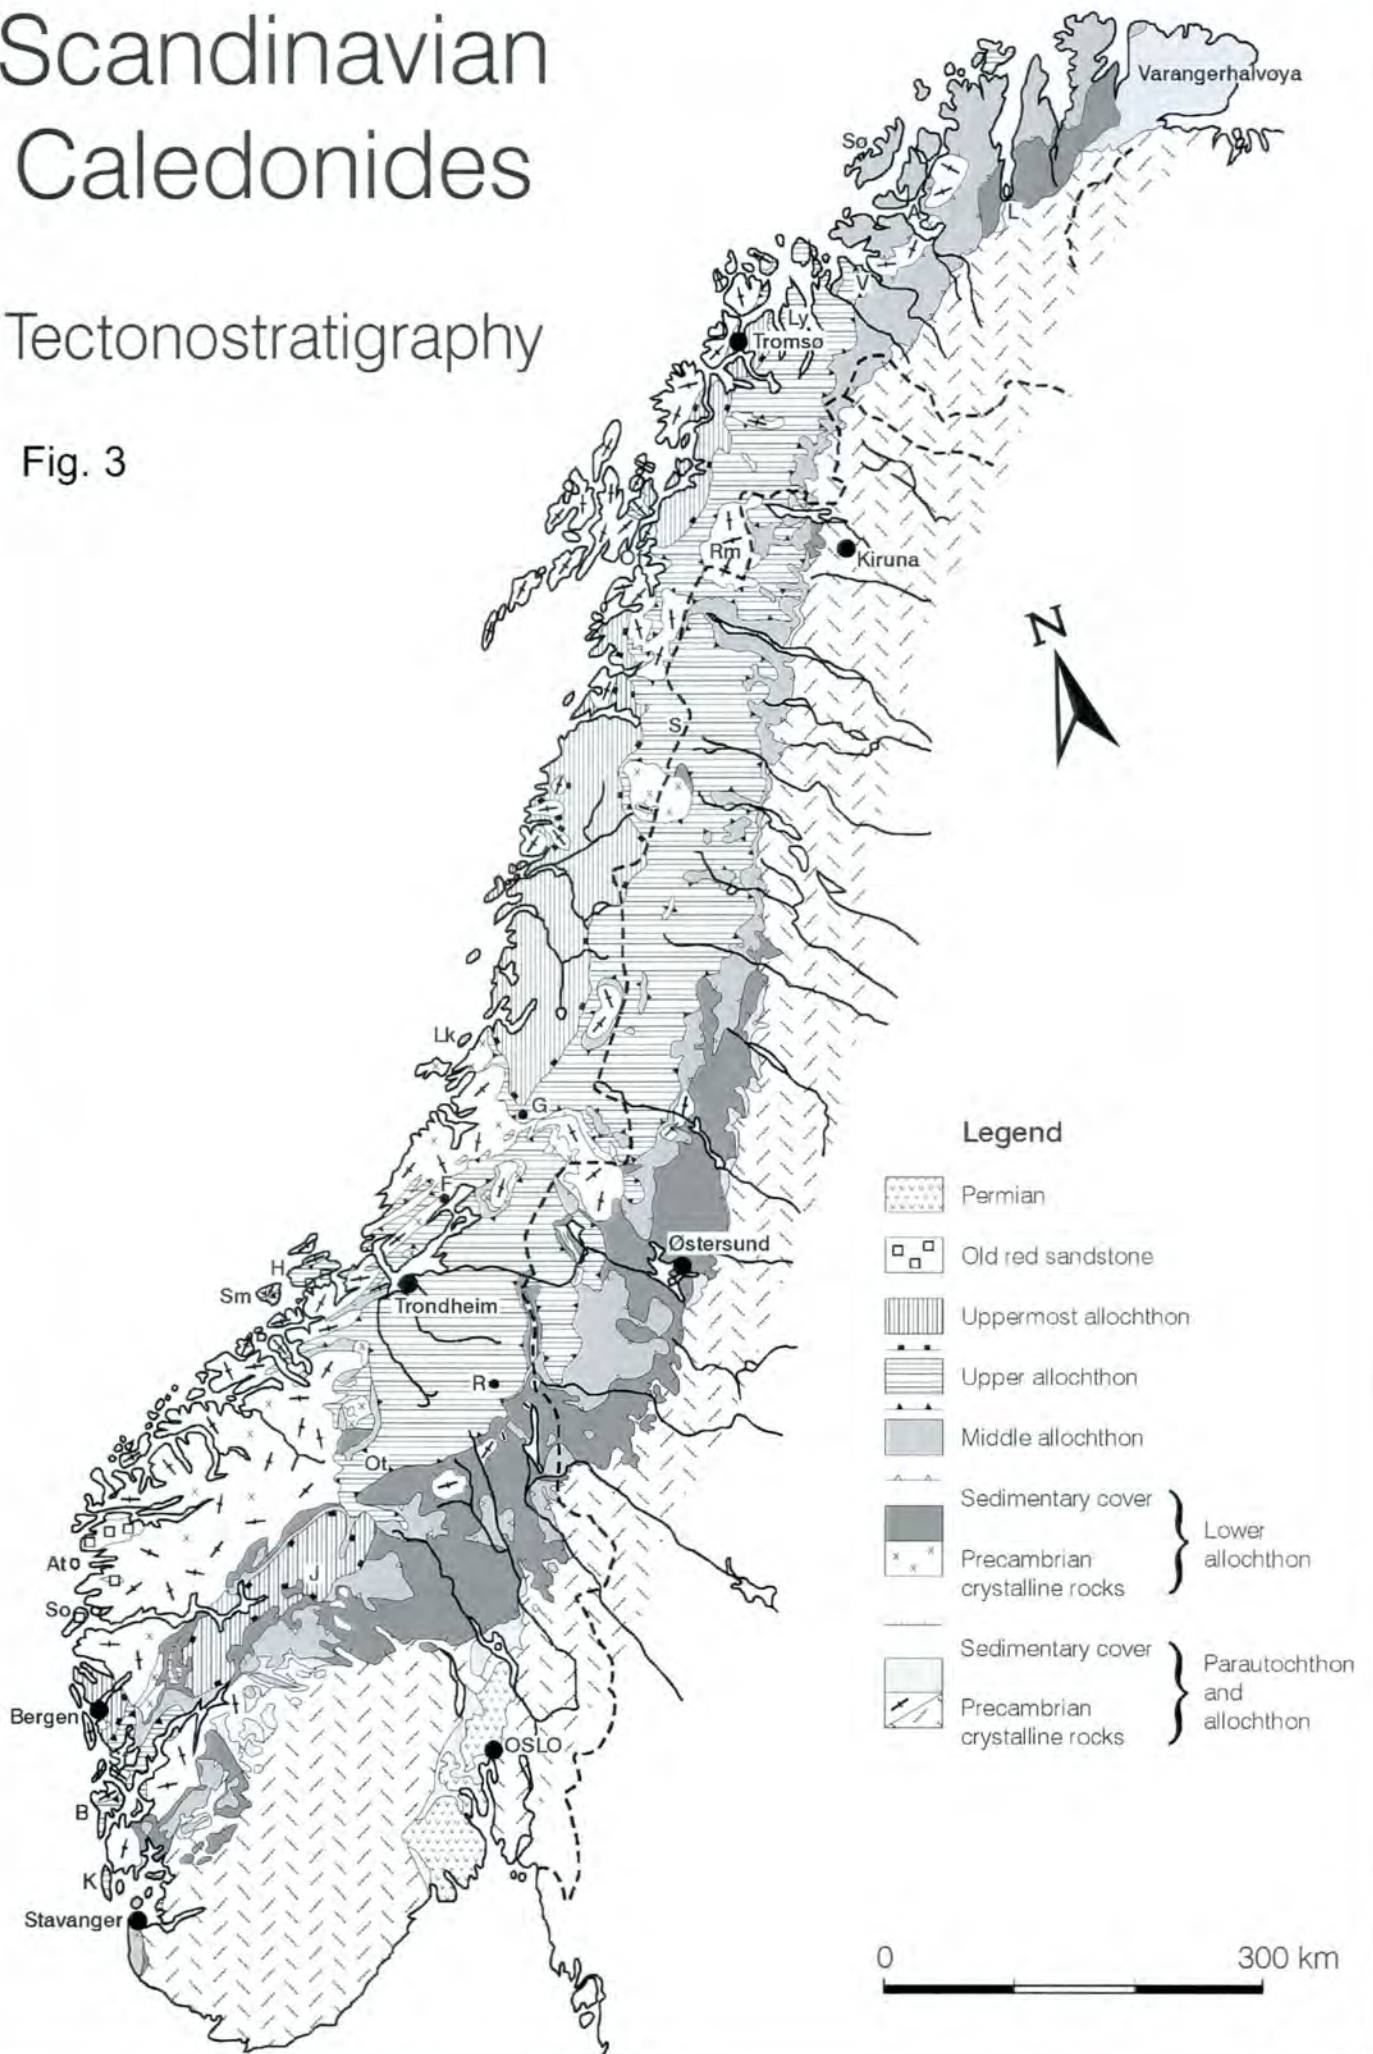 Scandinavian
Caledonides
Tectonostratigraphy
Fig. 3
Varangerhalvøya
Sø
A
L
V
Ly
Tromsø
Rm
Kiruna
N
S
Lk
G
F
Østersund
H
Sm
Trondheim
R
Ot
At
J
So
Bergen
OSLO
B
K
Stavanger
Legend
Permian
Old red sandstone
Uppermost allochthon
Upper allochthon
Middle allochthon
Sedimentary cover
Precambrian
crystalline rocks
Lower
allochthon
Sedimentary cover
Precambrian
crystalline rocks
Parautochthon
and
allochthon
0 300 km